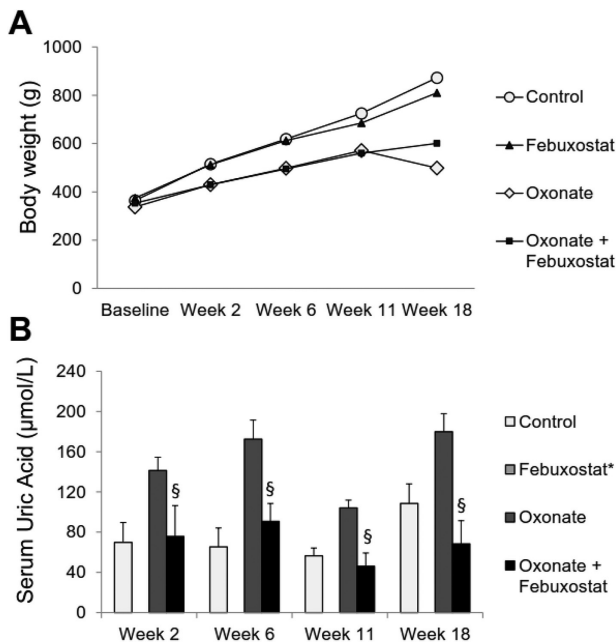 A
Body weight (g)
1000
800
600
400
200
0
Baseline Week 2 Week 6 Week 11 Week 18
Control
Febuxostat
Oxonate
Oxonate +
Febuxostat
B
Serum Uric Acid (μmol/L)
240
200
160
120
80
40
0
§
§
§
§
Week 2 Week 6 Week 11 Week 18
Control
Febuxostat*
Oxonate
Oxonate +
Febuxostat